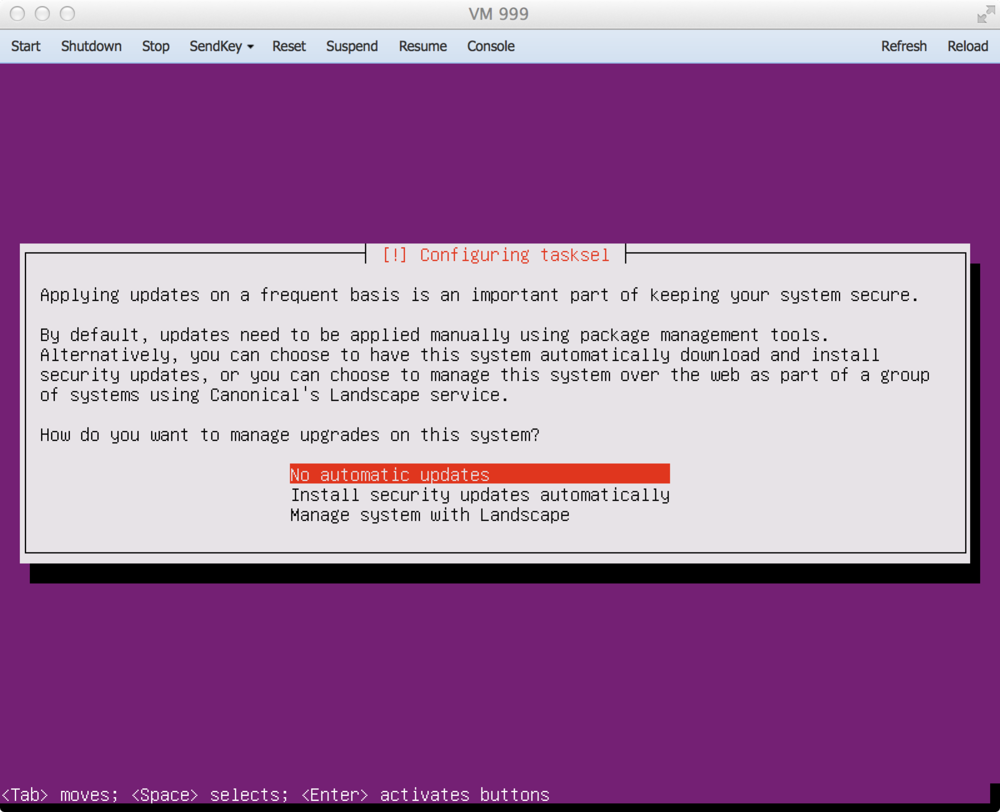 VM 999
Start Shutdown Stop SendKey Reset Suspend Resume Console Refresh Reload
[!] Configuring tasksel
Applying updates on a frequent basis is an important part of keeping your system secure.
By default, updates need to be applied manually using package management tools.
Alternatively, you can choose to have this system automatically download and install
security updates, or you can choose to manage this system over the web as part of a group
of systems using Canonical's Landscape service.
How do you want to manage upgrades on this system?
No automatic updates
Install security updates automatically
Manage system with Landscape
<Tab> moves; <Space> selects; <Enter> activates buttons